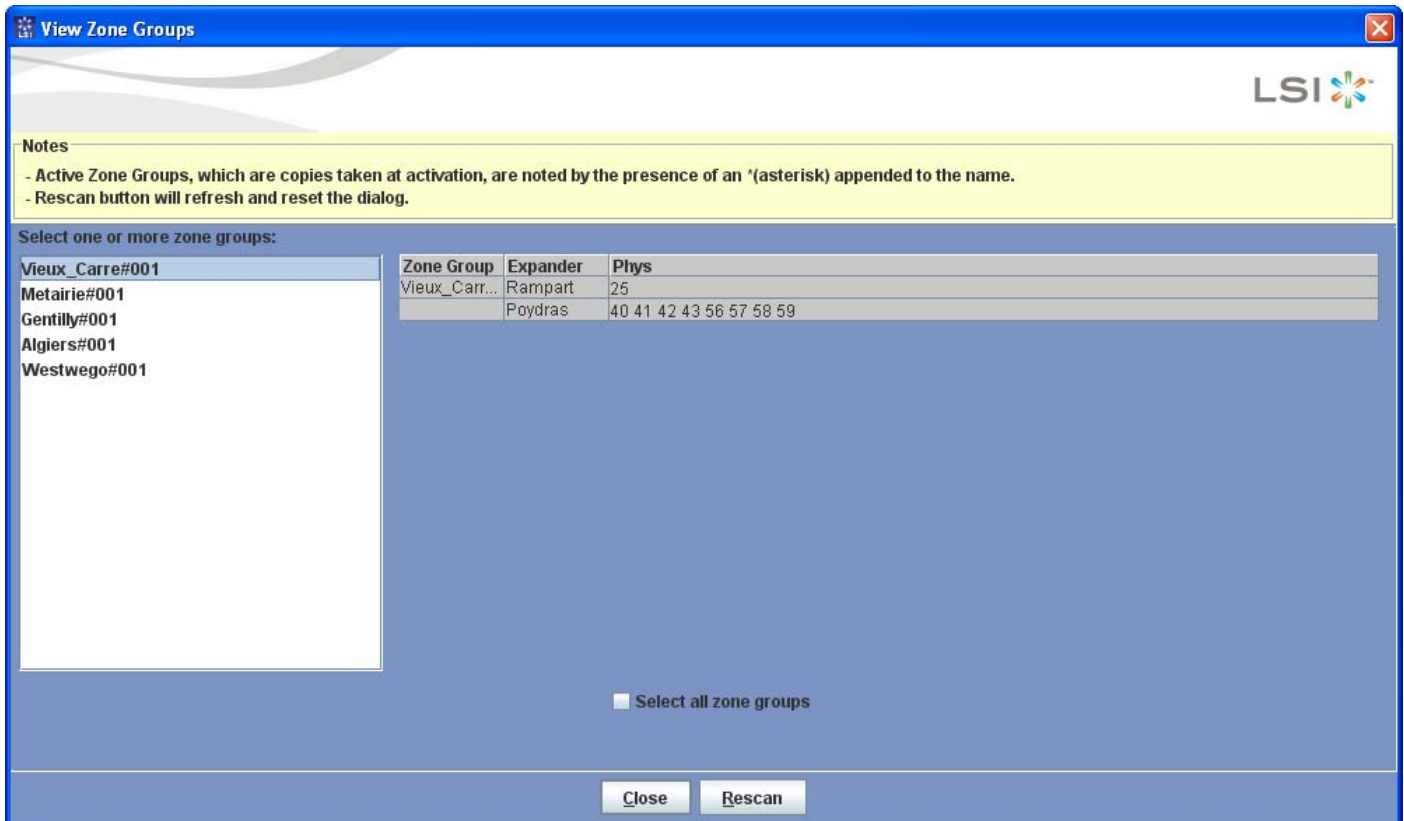 View Zone Groups
LSI
Notes
- Active Zone Groups, which are copies taken at activation, are noted by the presence of an *(asterisk) appended to the name.
- Rescan button will refresh and reset the dialog.
Select one or more zone groups:
Vieux_Carre#001
Metairie#001
Gentilly#001
Algiers#001
Westwego#001
Zone Group Expander Phys
Vieux_Carr... Rampart 25
Poydras 40 41 42 43 56 57 58 59
Select all zone groups
Close Rescan